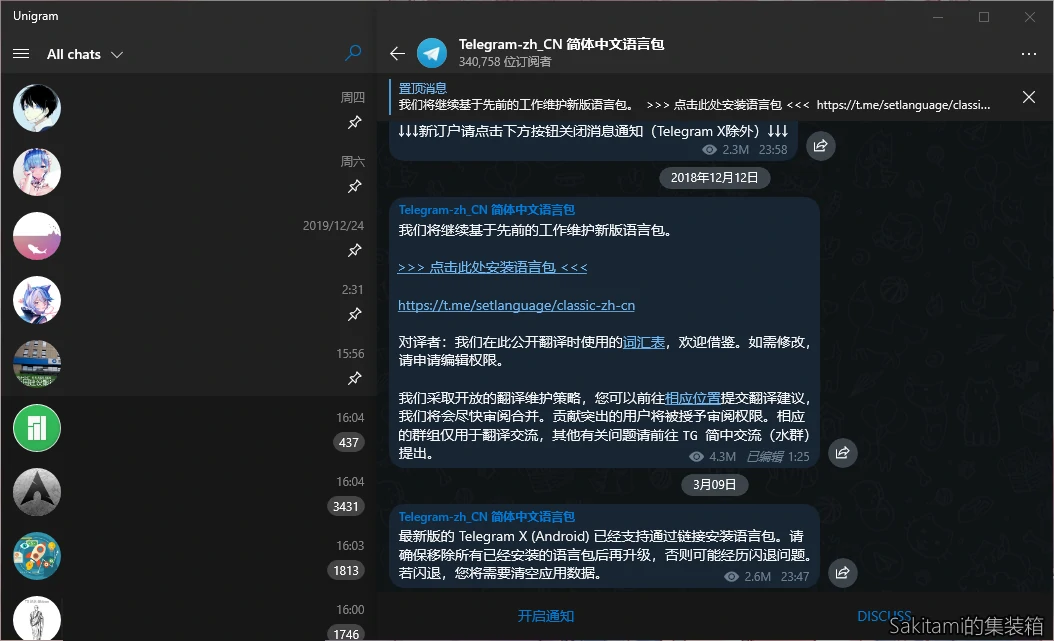 Unigram
All chats
周四
周六
2019/12/24
2:31
15:56
16:04
437
16:04
3431
16:03
1813
16:00
1746
Telegram-zh_CN 简体中文语言包
340,758 位订阅者
置顶消息
我们将继续基于先前的工作维护新版语言包。 >>> 点击此处安装语言包 <<< https://t.me/setlanguage/classi...
↓↓↓新订户请点击下方按钮关闭消息通知（Telegram X除外）↓↓↓
2.3M 23:58
2018年12月12日
Telegram-zh_CN 简体中文语言包
我们将继续基于先前的工作维护新版语言包。
>>> 点击此处安装语言包 <<<
https://t.me/setlanguage/classic-zh-cn
对译者：我们在此公开翻译时使用的词汇表，欢迎借鉴。如需修改，
请申请编辑权限。
我们采取开放的翻译维护策略，您可以前往相应位置提交翻译建议，
我们将会尽快审阅合并。贡献突出的用户将被授予审阅权限。相应
的群组仅用于翻译交流，其他有关问题请前往 TG 简中交流（水群）
提出。
4.3M 已编辑 1:25
3月09日
Telegram-zh_CN 简体中文语言包
最新版的 Telegram X (Android) 已经支持通过链接安装语言包。请
确保移除所有已经安装的语言包后再升级，否则可能经历闪退问题。
若闪退，您将需要清空应用数据。
2.6M 23:47
开启通知
DISCUSS
Sakitami的集装箱